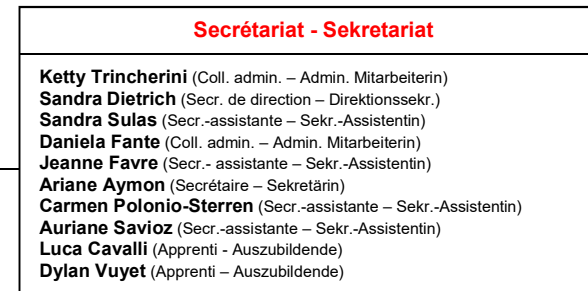 Secrétariat - Sekretariat
Ketty Trincherini (Coll. admin. – Admin. Mitarbeiterin)
Sandra Dietrich (Secr. de direction – Direktionssekr.)
Sandra Sulas (Secr.-assistante – Sekr.-Assistentin)
Daniela Fante (Coll. admin. – Admin. Mitarbeiterin)
Jeanne Favre (Secr.- assistante – Sekr.-Assistentin)
Ariane Aymon (Secrétaire – Sekretärin)
Carmen Polonio-Sterren (Secr.-assistante – Sekr.-Assistentin)
Auriane Savioz (Secr.-assistante – Sekr.-Assistentin)
Luca Cavalli (Apprenti - Auszubildende)
Dylan Vuyet (Apprenti – Auszubildende)